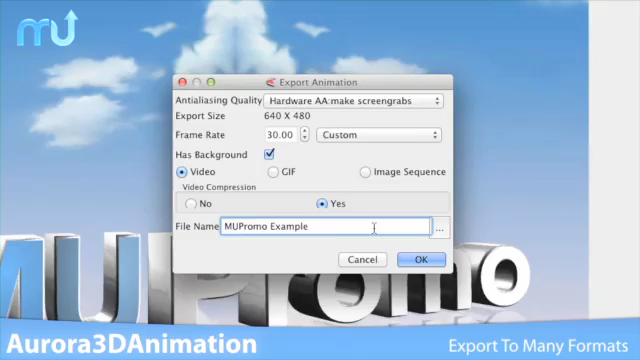 mu
Export Animation
Antialiasing Quality Hardware AA:make screengrabs
Export Size 640 X 480
Frame Rate 30.00 Custom
Has Background
Video GIF Image Sequence
Video Compression
No Yes
File Name MUPromo Example ...
Cancel OK
MUPromo
Aurora3DAnimation Export To Many Formats